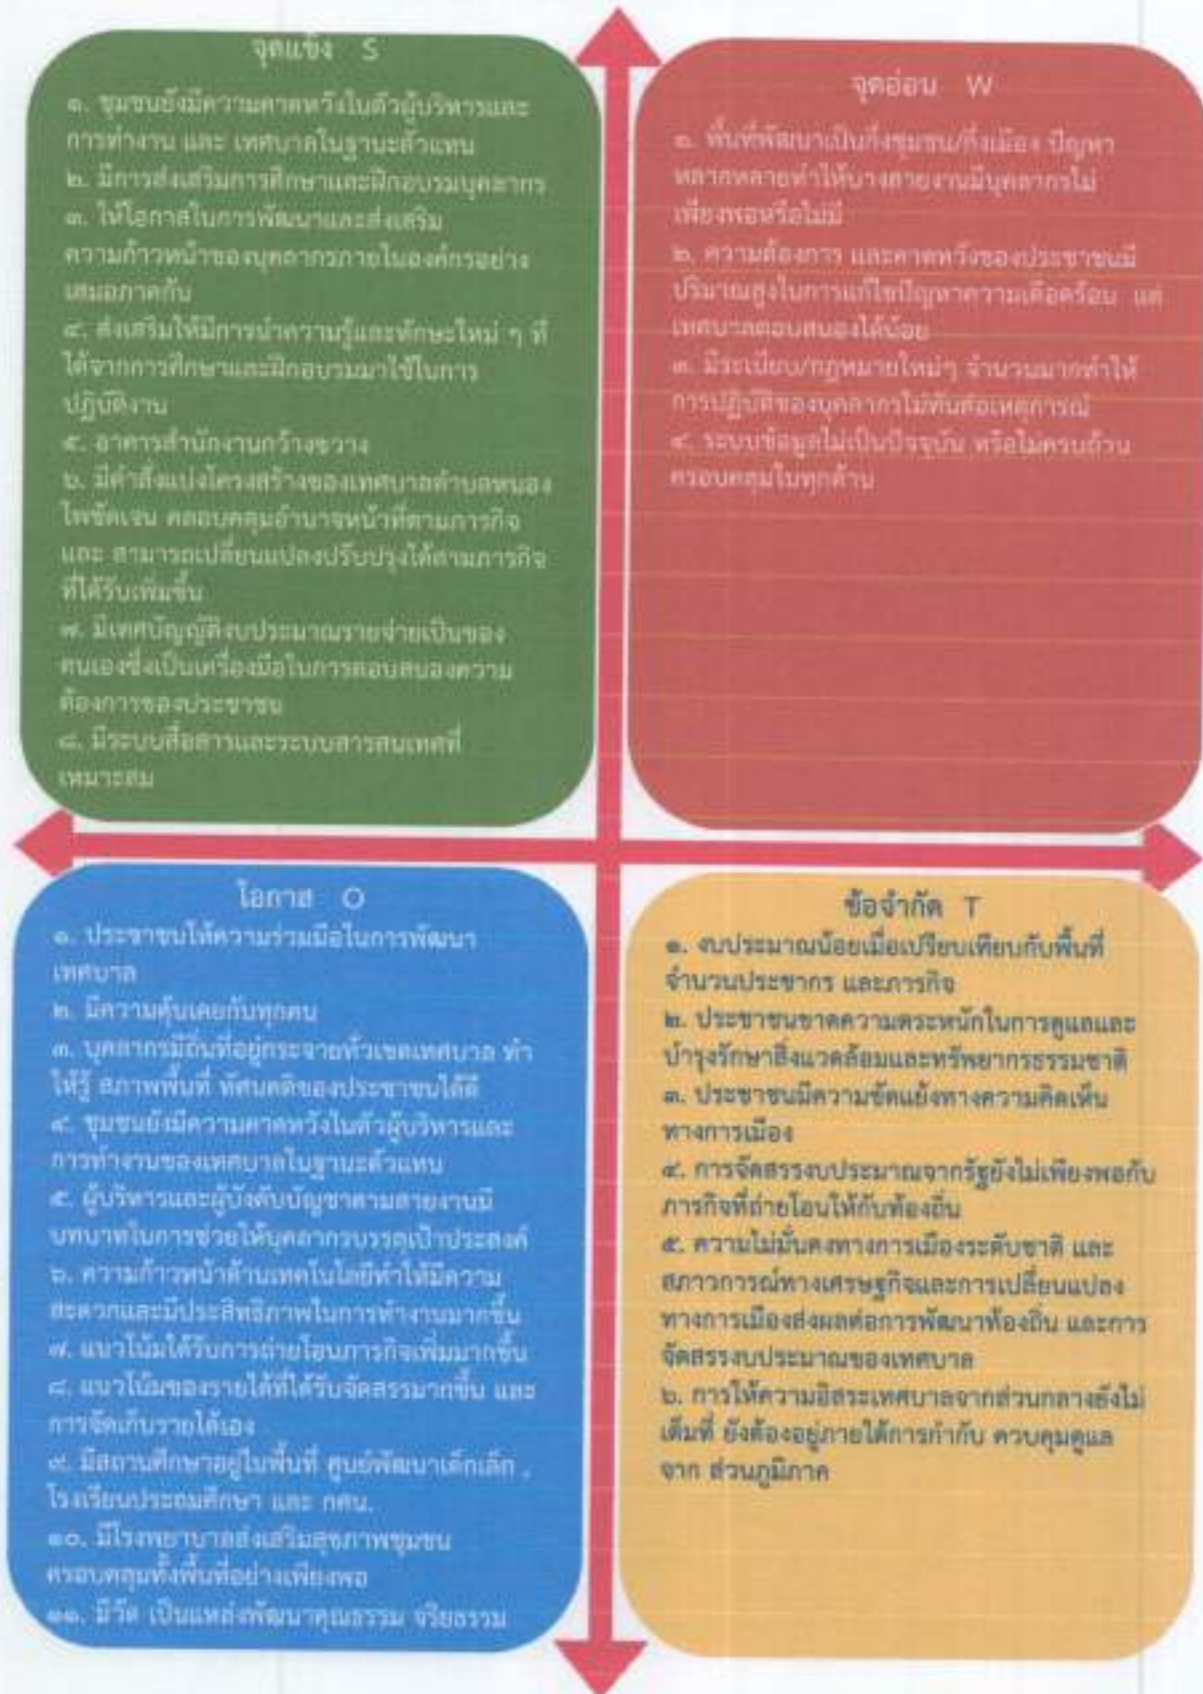 จุดแข็ง S
๑. ชุมชนยังมีความคาดหวังในตัวผู้บริหารและ
การทำงาน และ เทศบาลในฐานะตัวแทน
๒. มีการส่งเสริมการศึกษาและฝึกอบรมบุคลากร
๓. ให้โอกาสในการพัฒนาและส่งเสริม
ความก้าวหน้าของบุคลากรภายในองค์กรอย่าง
เสมอภาคกัน
๔. ส่งเสริมให้มีการนำความรู้และทักษะใหม่ ๆ ที่
ได้จากการศึกษาและฝึกอบรมมาใช้ในการ
ปฏิบัติงาน
๕. อาคารสำนักงานกว้างขวาง
๖. มีคำสั่งแบ่งโครงสร้างของเทศบาลตำบลหนอง
ไพชัดเจน คลอบคลุมอำนาจหน้าที่ตามภารกิจ
และ สามารถเปลี่ยนแปลงปรับปรุงได้ตามภารกิจ
ที่ได้รับเพิ่มขึ้น
๗. มีเทศบัญญัติงบประมาณรายจ่ายเป็นของ
ตนเองซึ่งเป็นเครื่องมือในการตอบสนองความ
ต้องการของประชาชน
๘. มีระบบสื่อสารและระบบสารสนเทศที่
เหมาะสม
จุดอ่อน W
๑. พื้นที่พัฒนาเป็นกึ่งชุมชน/กึ่งเมือง ปัญหา
หลากหลายทำให้บางสายงานมีบุคลากรไม่
เพียงพอหรือไม่มี
๒. ความต้องการ และคาดหวังของประชาชนมี
ปริมาณสูงในการแก้ไขปัญหาความเดือดร้อน แต่
เทศบาลตอบสนองได้น้อย
๓. มีระเบียบ/กฎหมายใหม่ๆ จำนวนมากทำให้
การปฏิบัติของบุคลากรไม่ทันต่อเหตุการณ์
๔. ระบบข้อมูลไม่เป็นปัจจุบัน หรือไม่ครบถ้วน
ครอบคลุมในทุกด้าน
โอกาส O
๑. ประชาชนให้ความร่วมมือในการพัฒนา
เทศบาล
๒. มีความคุ้นเคยกับทุกคน
๓. บุคลากรมีถิ่นที่อยู่กระจายทั่วเขตเทศบาล ทำ
ให้รู้ สภาพพื้นที่ ทัศนคติของประชาชนได้ดี
๔. ชุมชนยังมีความคาดหวังในตัวผู้บริหารและ
การทำงานของเทศบาลในฐานะตัวแทน
๕. ผู้บริหารและผู้บังคับบัญชาตามสายงานมี
บทบาทในการช่วยให้บุคลากรบรรลุเป้าประสงค์
๖. ความก้าวหน้าด้านเทคโนโลยีทำให้มีความ
สะดวกและมีประสิทธิภาพในการทำงานมากขึ้น
๗. แนวโน้มได้รับการถ่ายโอนภารกิจเพิ่มมากขึ้น
๘. แนวโน้มของรายได้ที่ได้รับจัดสรรมากขึ้น และ
การจัดเก็บรายได้เอง
๙. มีสถานศึกษาอยู่ในพื้นที่ ศูนย์พัฒนาเด็กเล็ก ,
โรงเรียนประถมศึกษา และ กศน.
๑๐. มีโรงพยาบาลส่งเสริมสุขภาพชุมชน
ครอบคลุมทั้งพื้นที่อย่างเพียงพอ
๑๑. มีวัด เป็นแหล่งพัฒนาคุณธรรม จริยธรรม
ข้อจำกัด T
๑. งบประมาณน้อยเมื่อเปรียบเทียบกับพื้นที่
จำนวนประชากร และภารกิจ
๒. ประชาชนขาดความตระหนักในการดูแลและ
บำรุงรักษาสิ่งแวดล้อมและทรัพยากรธรรมชาติ
๓. ประชาชนมีความขัดแย้งทางความคิดเห็น
ทางการเมือง
๔. การจัดสรรงบประมาณจากรัฐยังไม่เพียงพอกับ
ภารกิจที่ถ่ายโอนให้กับท้องถิ่น
๕. ความไม่มั่นคงทางการเมืองระดับชาติ และ
สภาวการณ์ทางเศรษฐกิจและการเปลี่ยนแปลง
ทางการเมืองส่งผลต่อการพัฒนาท้องถิ่น และการ
จัดสรรงบประมาณของเทศบาล
๖. การให้ความอิสระเทศบาลจากส่วนกลางยังไม่
เต็มที่ ยังต้องอยู่ภายใต้การกำกับ ควบคุมดูแล
จาก ส่วนภูมิภาค